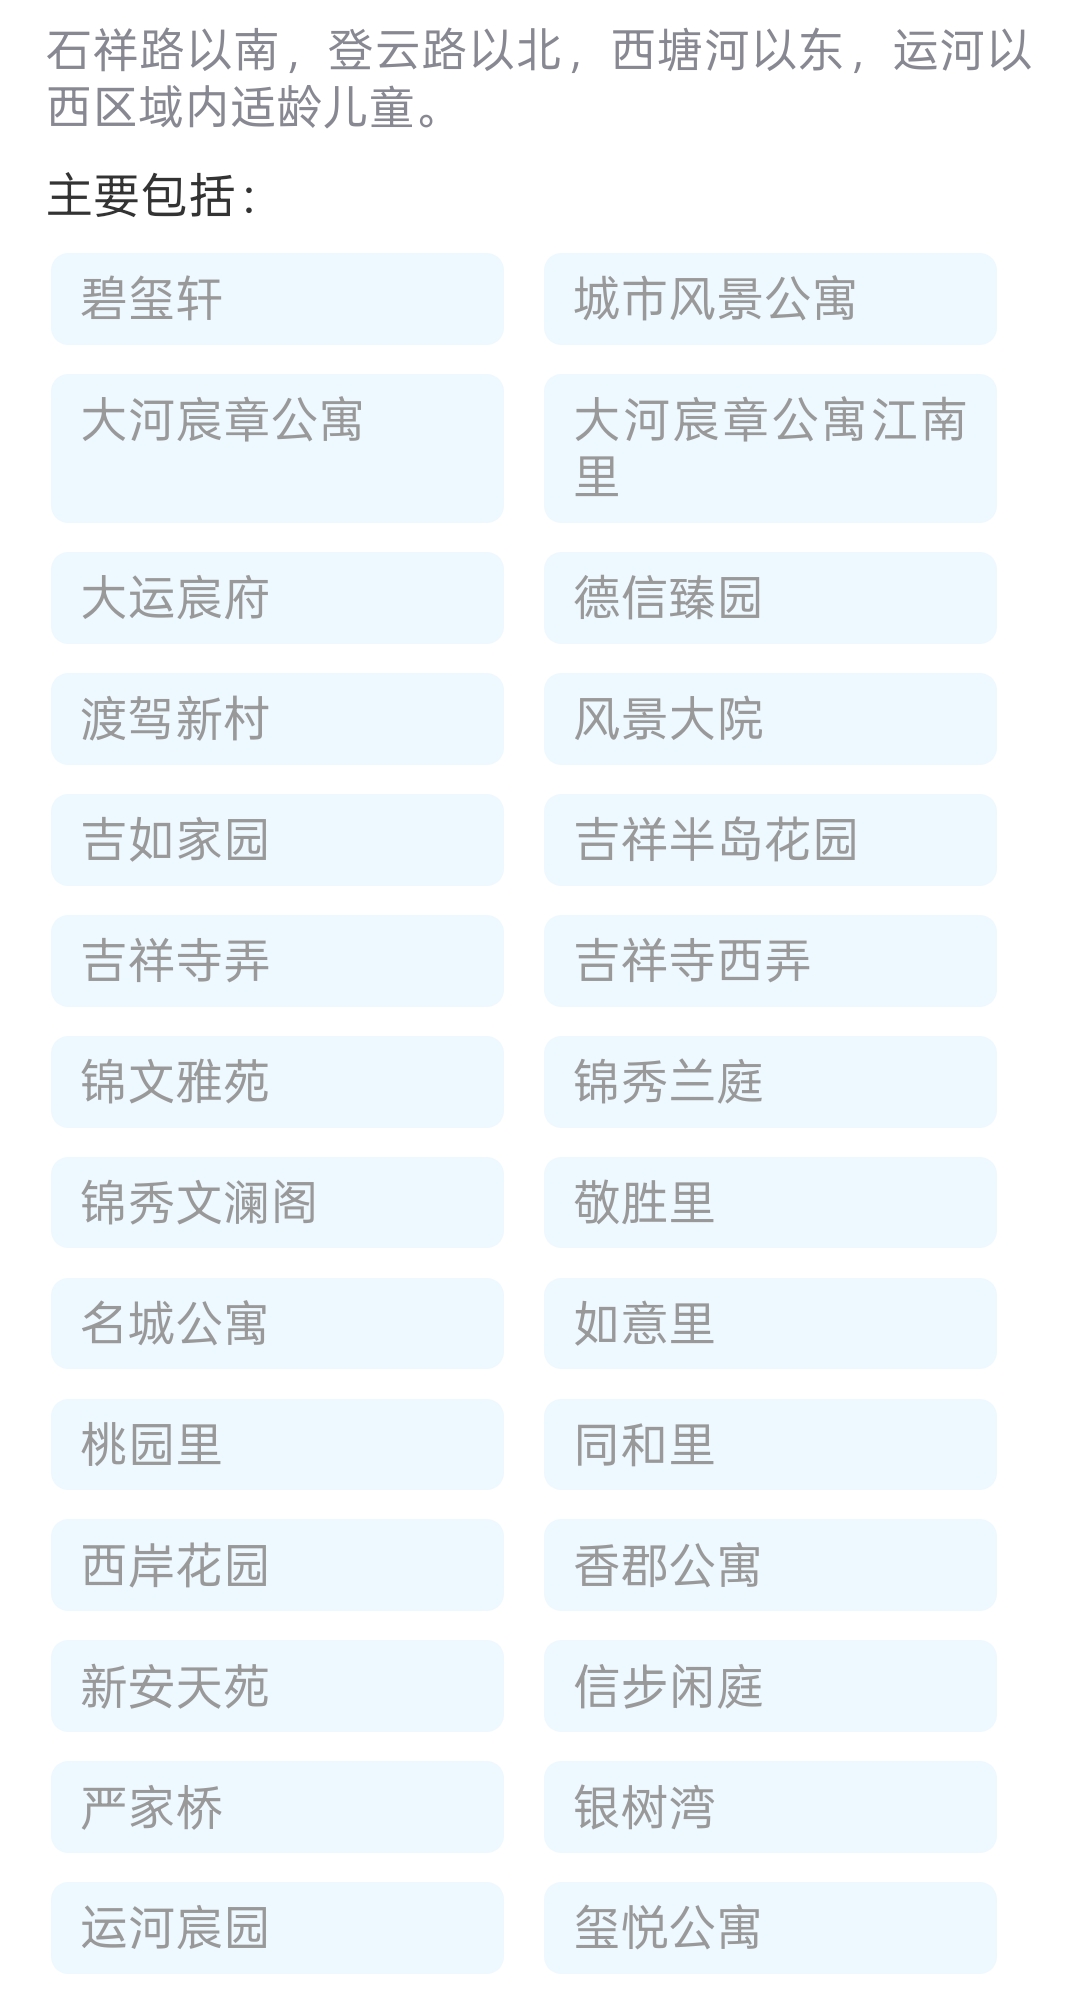 石祥路以南，登云路以北，西塘河以东，运河以
西区域内适龄儿童。
主要包括：
碧玺轩
城市风景公寓
大河宸章公寓
大河宸章公寓江南
里
大运宸府
德信臻园
渡驾新村
风景大院
吉如家园
吉祥半岛花园
吉祥寺弄
吉祥寺西弄
锦文雅苑
锦秀兰庭
锦秀文澜阁
敬胜里
名城公寓
如意里
桃园里
同和里
西岸花园
香郡公寓
新安天苑
信步闲庭
严家桥
银树湾
运河宸园
玺悦公寓